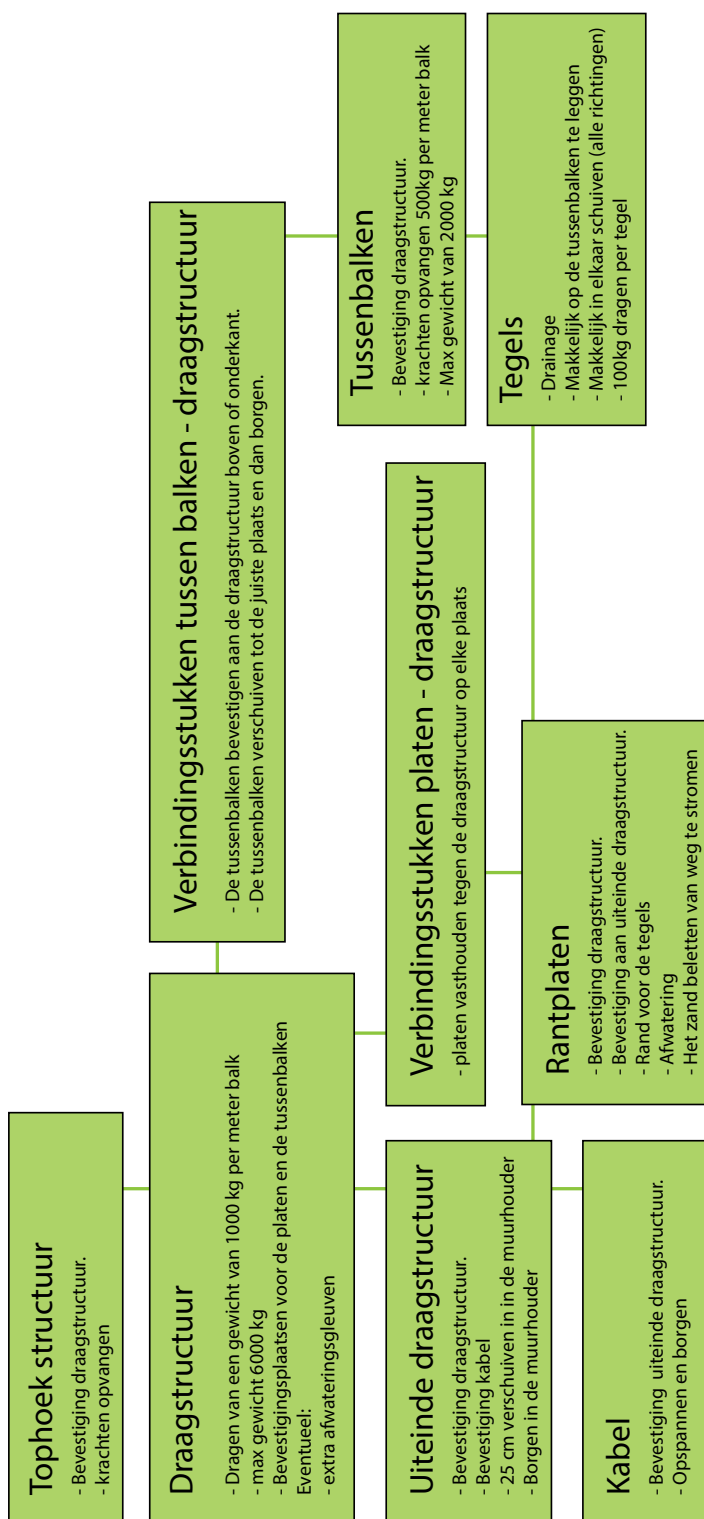 Tophoek structuur
- Bevestiging draagstructuur.
- krachten opvangen
Draagstructuur
- Dragen van een gewicht van 1000 kg per meter balk
- max gewicht 6000 kg
- Bevestigingsplaatsen voor de platen en de tussenbalken
Eventueel:
- extra afwateringsgleuven
Verbindingsstukken tussen balken - draagstructuur
- De tussenbalken bevestigen aan de draagstructuur boven of onderkant.
- De tussenbalken verschuiven tot de juiste plaats en dan borgen.
Tussenbalken
- Bevestiging draagstructuur.
- krachten opvangen 500kg per meter balk
- Max gewicht van 2000 kg
Uiteinde draagstructuur
- Bevestiging draagstructuur.
- Bevestiging kabel
- 25 cm verschuiven in in de muurhouder
- Borgen in de muurhouder
Verbindingsstukken platen - draagstructuur
- platen vasthouden tegen de draagstructuur op elke plaats
Tegels
- Drainage
- Makkelijk op de tussenbalken te leggen
- Makkelijk in elkaar schuiven (alle richtingen)
- 100kg dragen per tegel
Kabel
- Bevestiging uiteinde draagstructuur.
- Opspannen en borgen
Rantplaten
- Bevestiging draagstructuur.
- Bevestiging aan uiteinde draagstructuur.
- Rand voor de tegels
- Afwatering
- Het zand beletten van weg te stromen